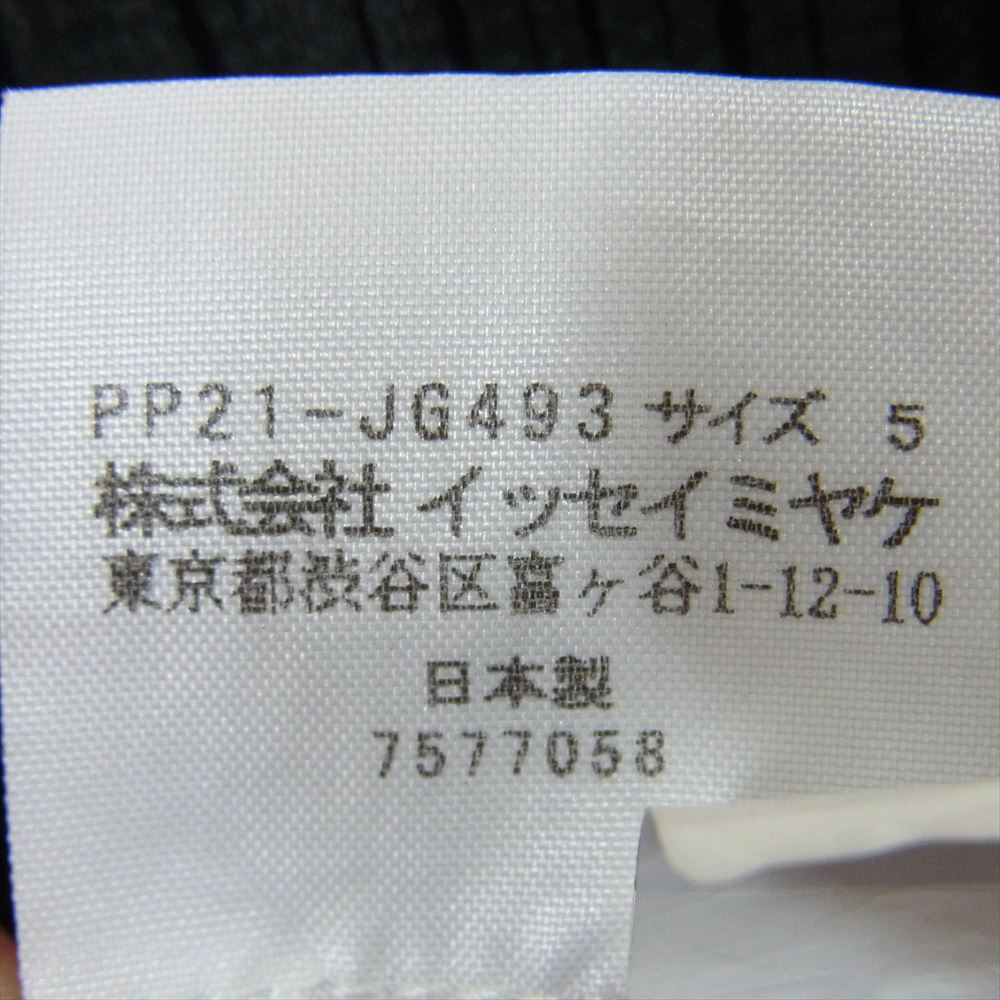 PP21-JG493 サイズ 5
株式会社 イッセイミヤケ
東京都渋谷区富ヶ谷1-12-10
日本製
7577058